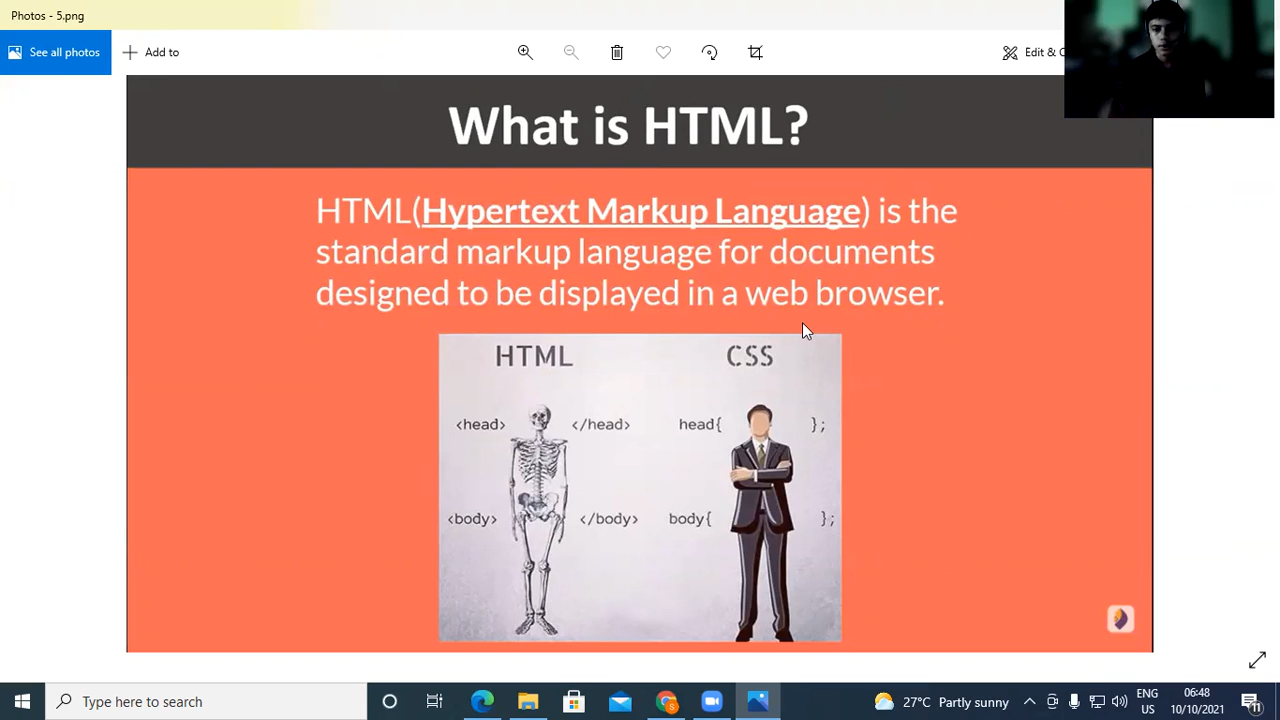 Photos - 5.png
See all photos
Add to
Edit & C
What is HTML?
HTML(Hypertext Markup Language) is the
standard markup language for documents
designed to be displayed in a web browser.
HTML CSS
<head> </head> head{ };
<body> </body> body{ };
Type here to search
27°C Partly sunny
ENG
US
06:48
10/10/2021
11